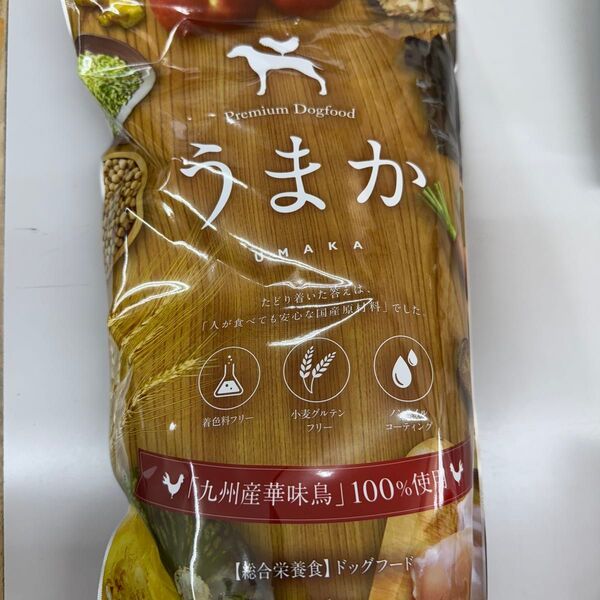 Premium Dogfood
うまか
UMAKA
たどり着いた答えは、
「人が食べても安心な国産原材料」でした。
着色料フリー
小麦グルテン
フリー
コーティング
「九州産華味鳥」100%使用
【総合栄養食】ドッグフード